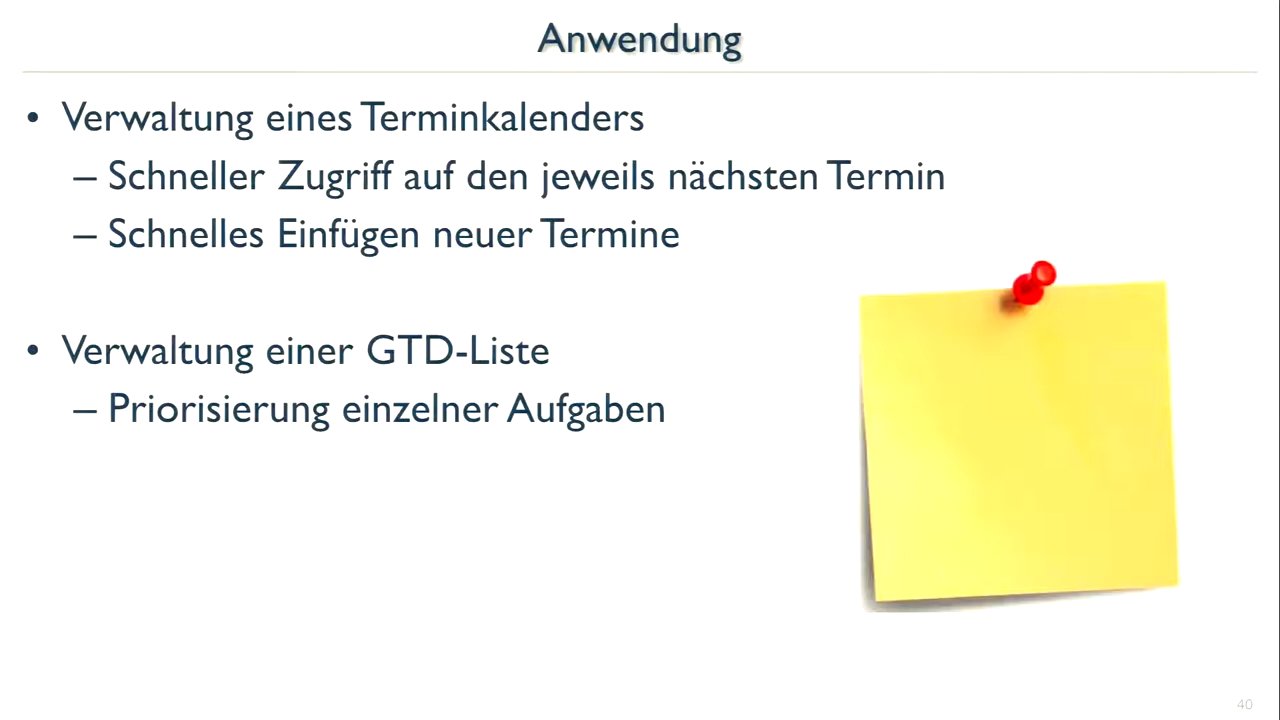 Anwendung
• Verwaltung eines Terminkalenders
– Schneller Zugriff auf den jeweils nächsten Termin
– Schnelles Einfügen neuer Termine
• Verwaltung einer GTD-Liste
– Priorisierung einzelner Aufgaben
40